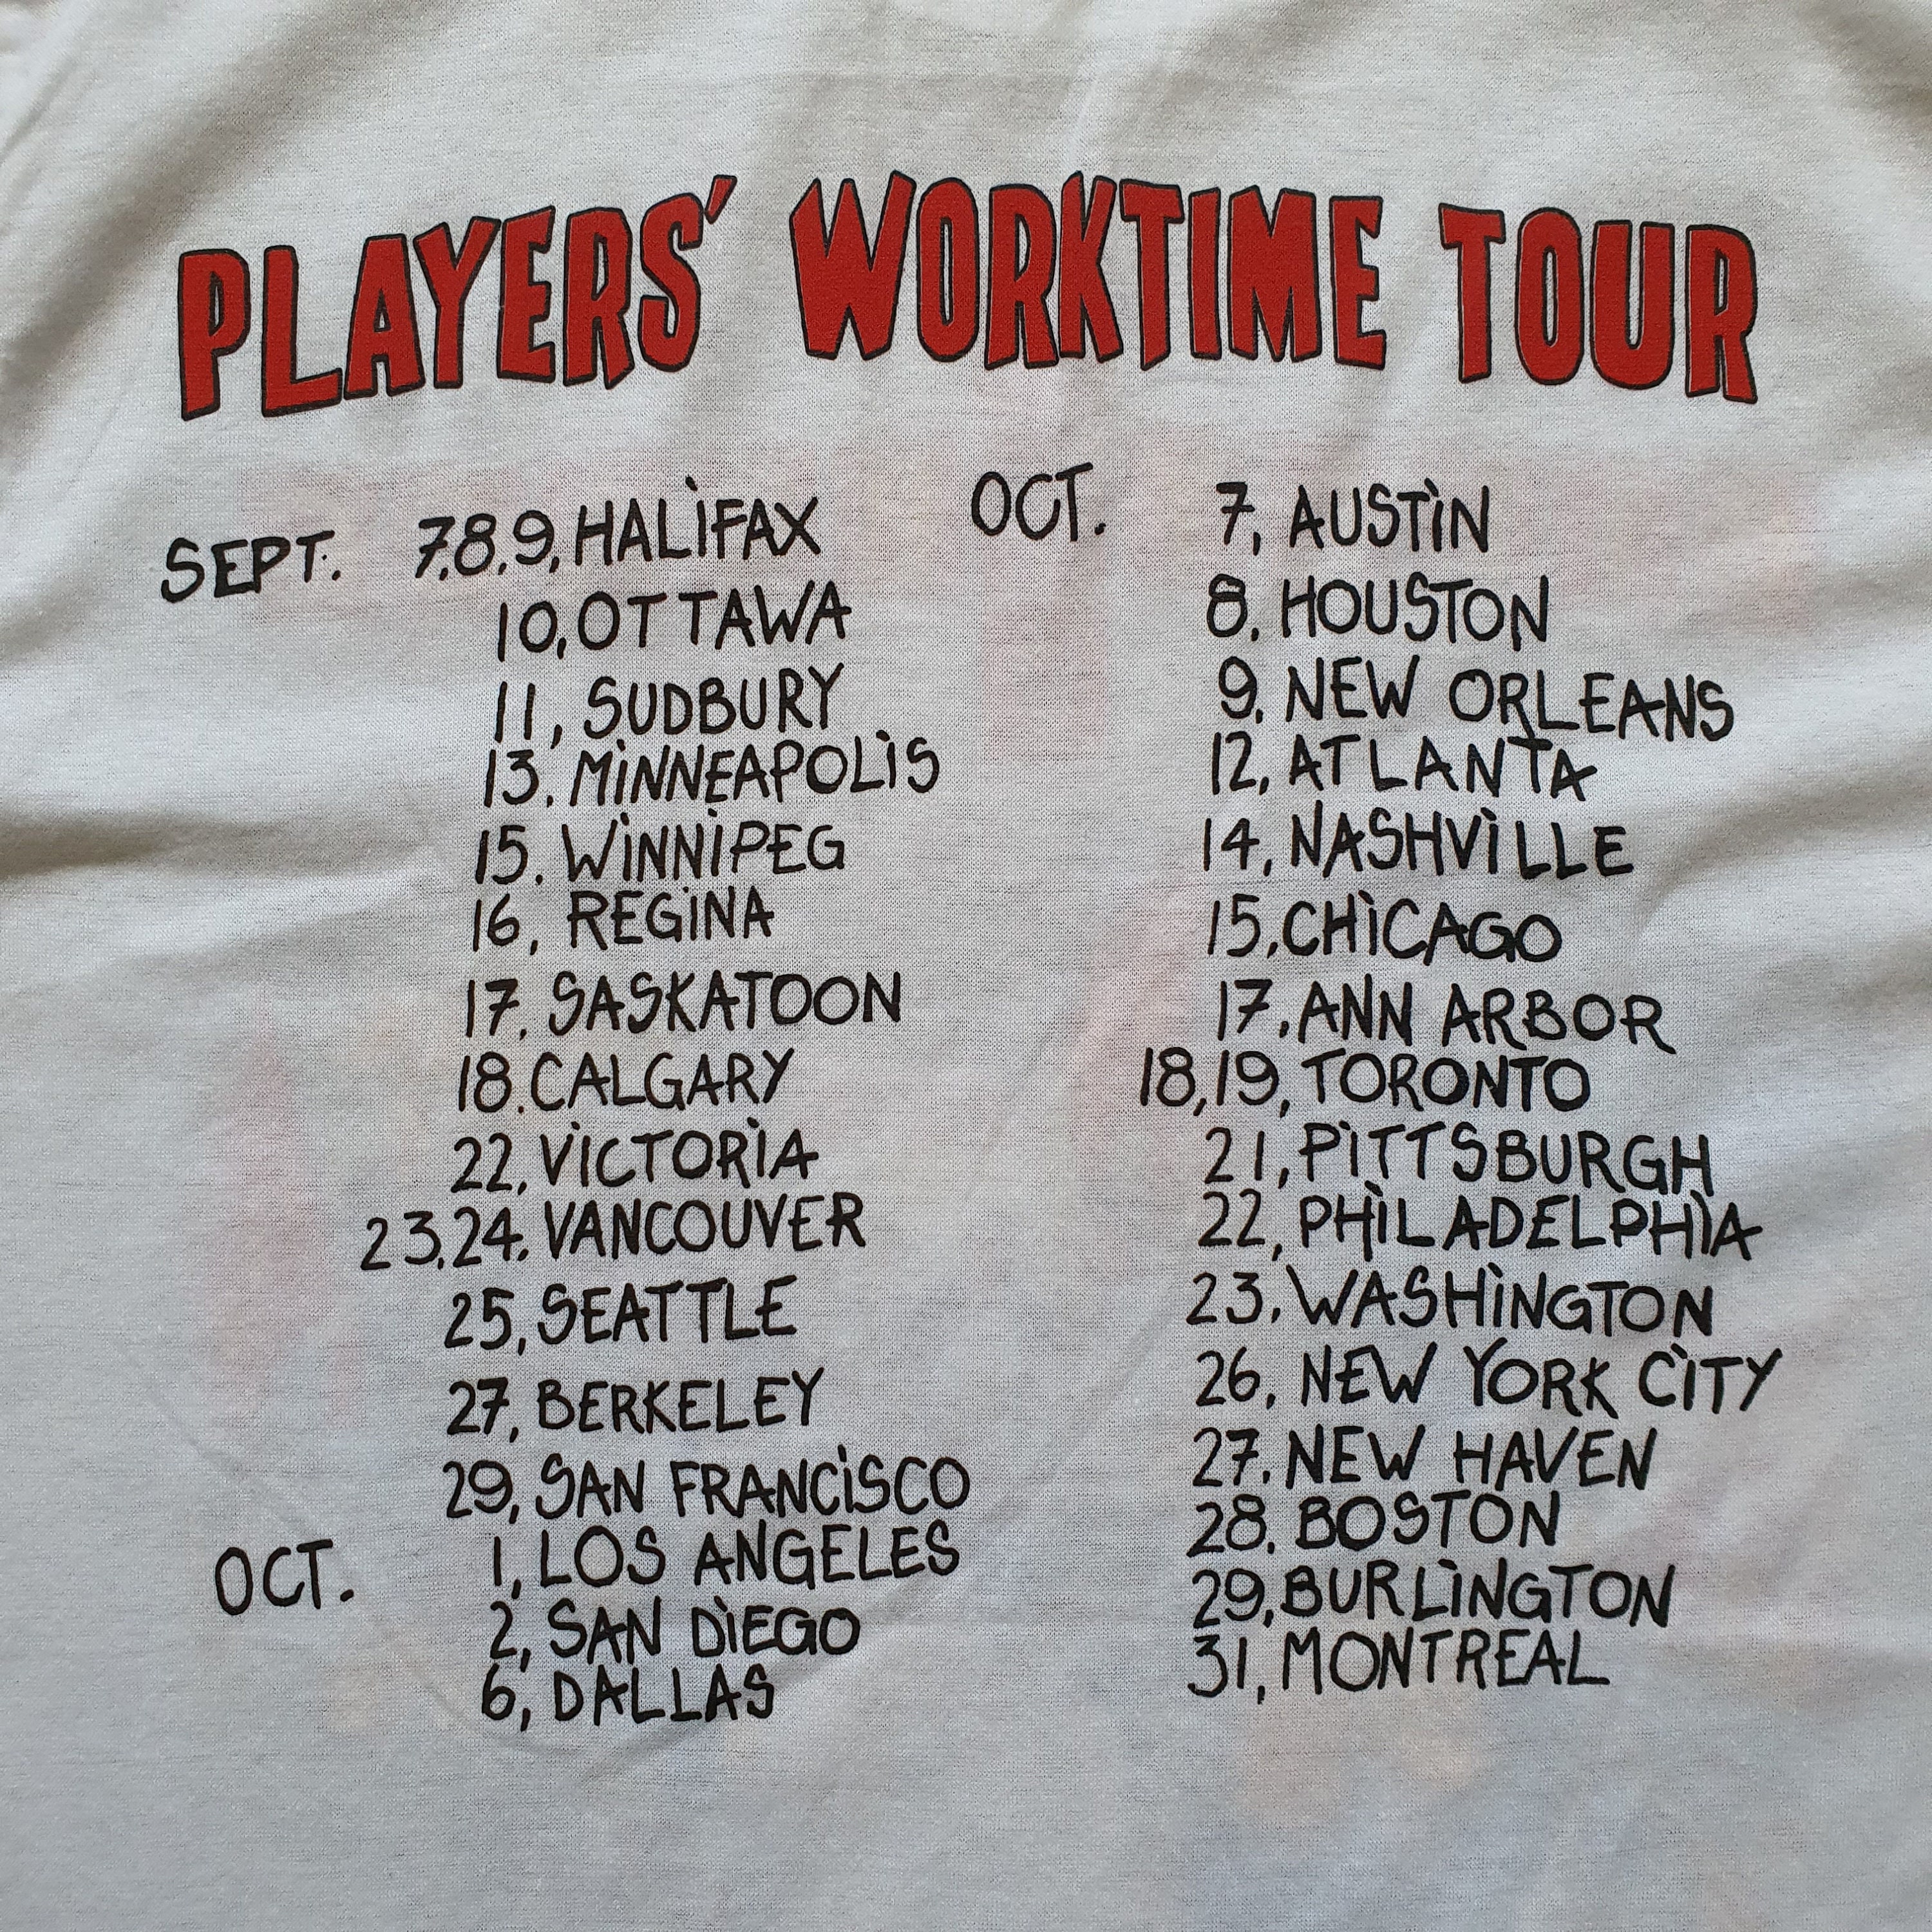 PLAYERS' WORKTIME TOUR
SEPT. 7,8,9, HALIFAX
10, OTTAWA
11, SUDBURY
13, MINNEAPOLIS
15, WINNIPEG
16, REGINA
17, SASKATOON
18, CALGARY
22, VICTORIA
23,24, VANCOUVER
25, SEATTLE
27, BERKELEY
29, SAN FRANCISCO
OCT. 1, LOS ANGELES
2, SAN DIEGO
6, DALLAS
OCT. 7, AUSTIN
8, HOUSTON
9, NEW ORLEANS
12, ATLANTA
14, NASHVILLE
15, CHICAGO
17, ANN ARBOR
18,19, TORONTO
21, PITTSBURGH
22, PHILADELPHIA
23, WASHINGTON
26, NEW YORK CITY
27, NEW HAVEN
28, BOSTON
29, BURLINGTON
31, MONTREAL